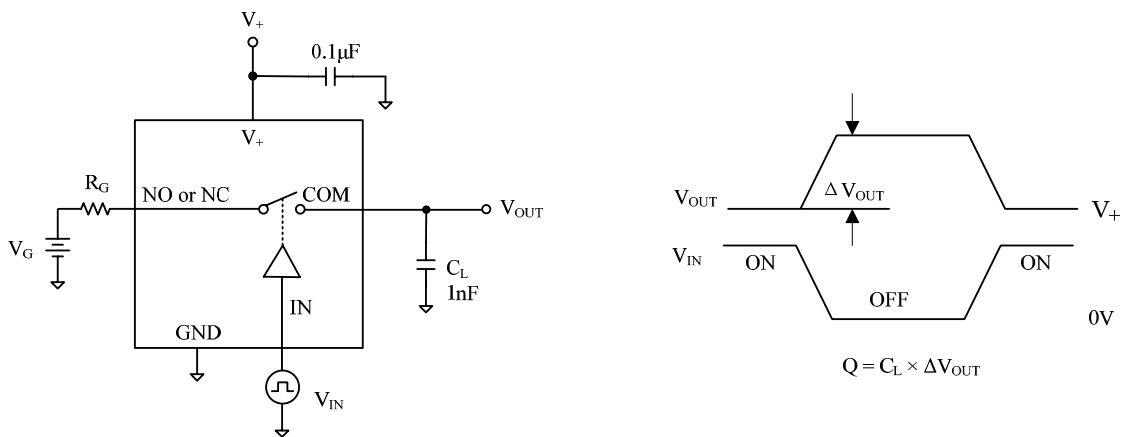 V+
0.1µF
V+
RG
NO or NC
COM
VOUT
VG
CL
1nF
IN
GND
VIN
VOUT
Δ VOUT
V+
VIN
ON
OFF
ON
0V
Q = CL × ΔVOUT